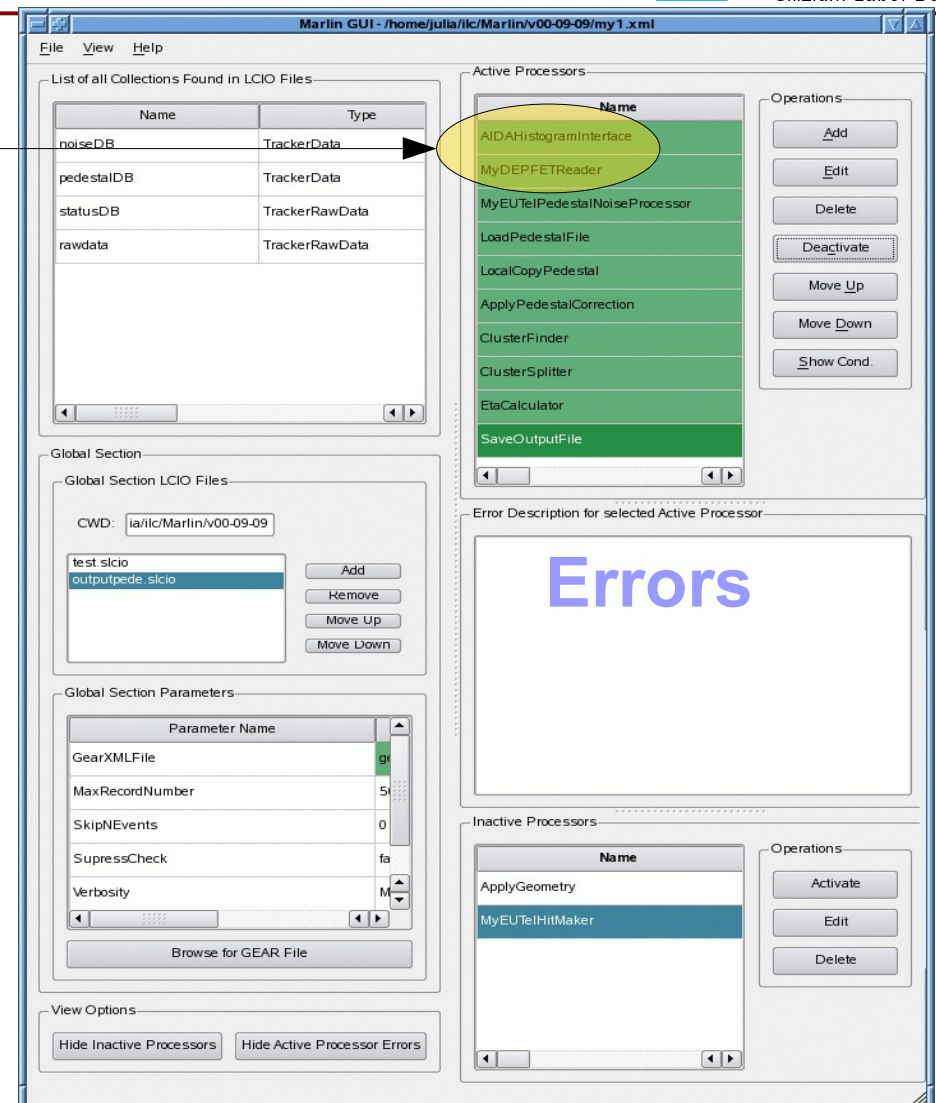 Marlin GUI - /home/julia/ilc/Marlin/v00-09-09/my1.xml
File View Help
List of all Collections Found in LCIO Files
Name Type
noiseDB TrackerData
pedestalDB TrackerData
statusDB TrackerRawData
rawdata TrackerRawData
Global Section
Global Section LCIO Files
CWD: ia/ilc/Marlin/v00-09-09
test.slcio
outputpede.slcio
Add
Remove
Move Up
Move Down
Global Section Parameters
Parameter Name
GearXMLFile ge
MaxRecordNumber 50
SkipNEvents 0
SupressCheck fa
Verbosity M
Browse for GEAR File
View Options
Hide Inactive Processors Hide Active Processor Errors
Active Processors
Name
AIDAHistogramInterface
MyDEPFETReader
MyEUTelPedestalNoiseProcessor
LoadPedestalFile
LocalCopyPedestal
ApplyPedestalCorrection
ClusterFinder
ClusterSplitter
EtaCalculator
SaveOutputFile
Operations
Add
Edit
Delete
Deactivate
Move Up
Move Down
Show Cond.
Error Description for selected Active Processor
Errors
Inactive Processors
Name
ApplyGeometry
MyEUTelHitMaker
Operations
Activate
Edit
Delete